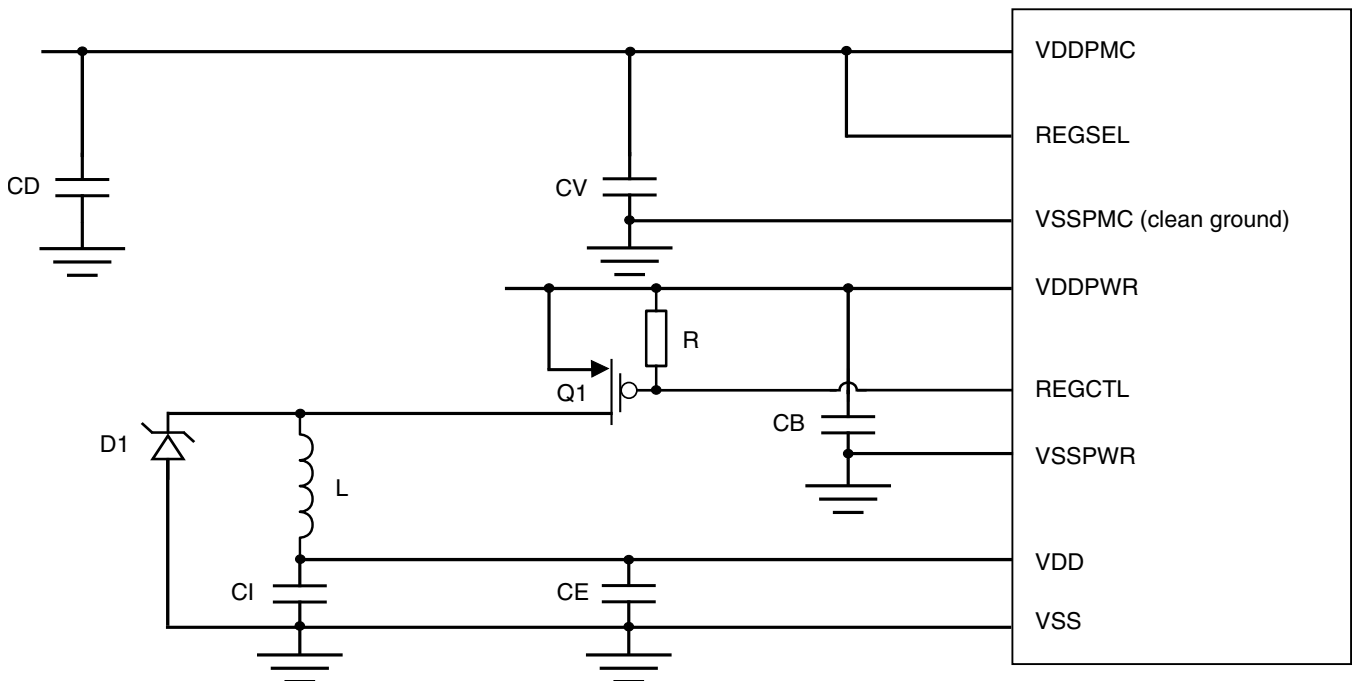 VDDPMC
REGSEL
CD
CV
VSSPMC (clean ground)
VDDPWR
R
Q1
REGCTL
CB
D1
VSSPWR
L
VDD
CI
CE
VSS